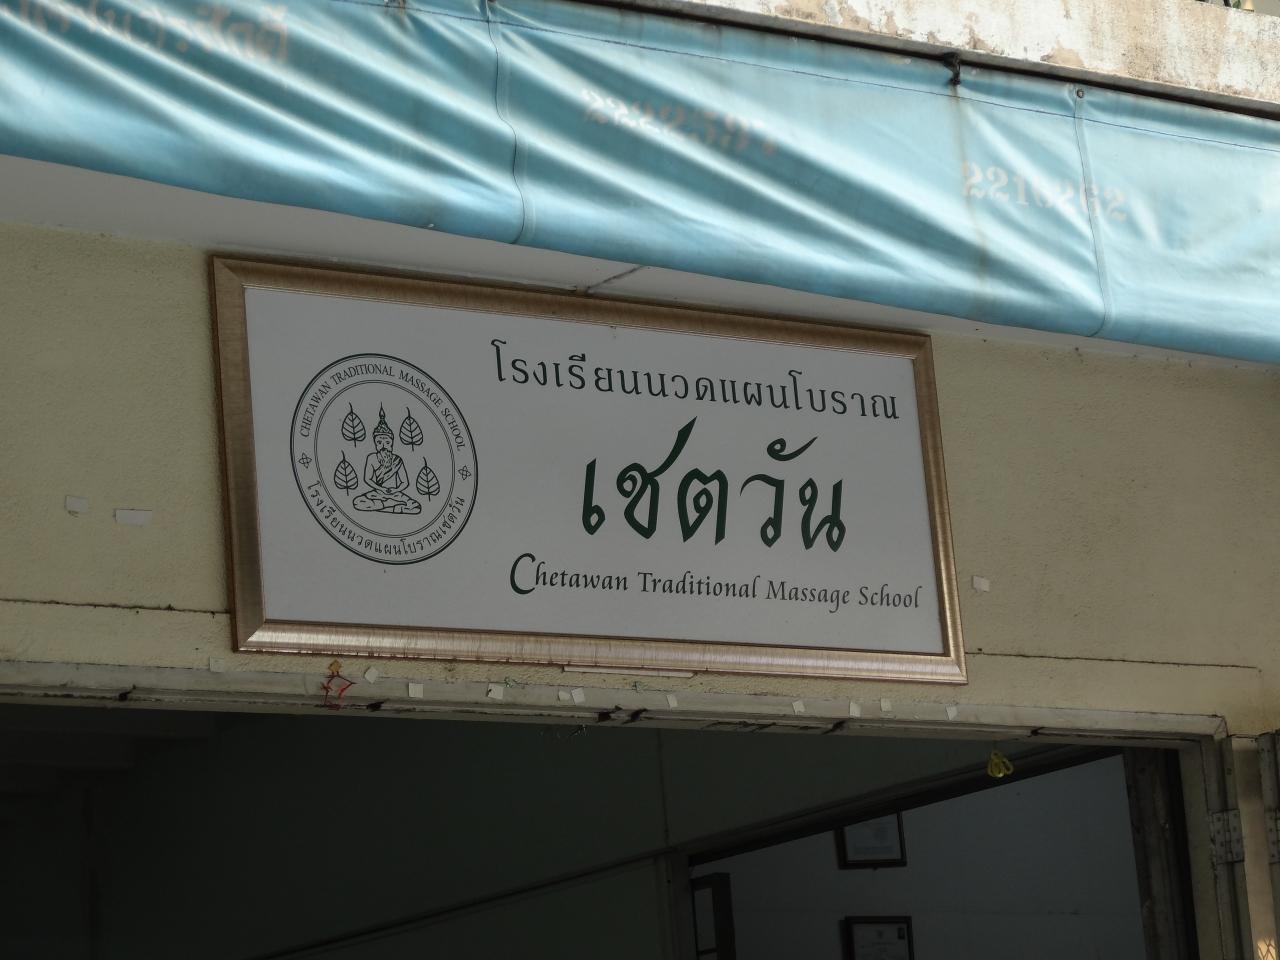 2216262
โรงเรียนนวดแผนโบราณ
เชตวัน
Chetawan Traditional Massage School
CHETAWAN TRADITIONAL MASSAGE SCHOOL
โรงเรียนนวดแผนโบราณเชตวัน